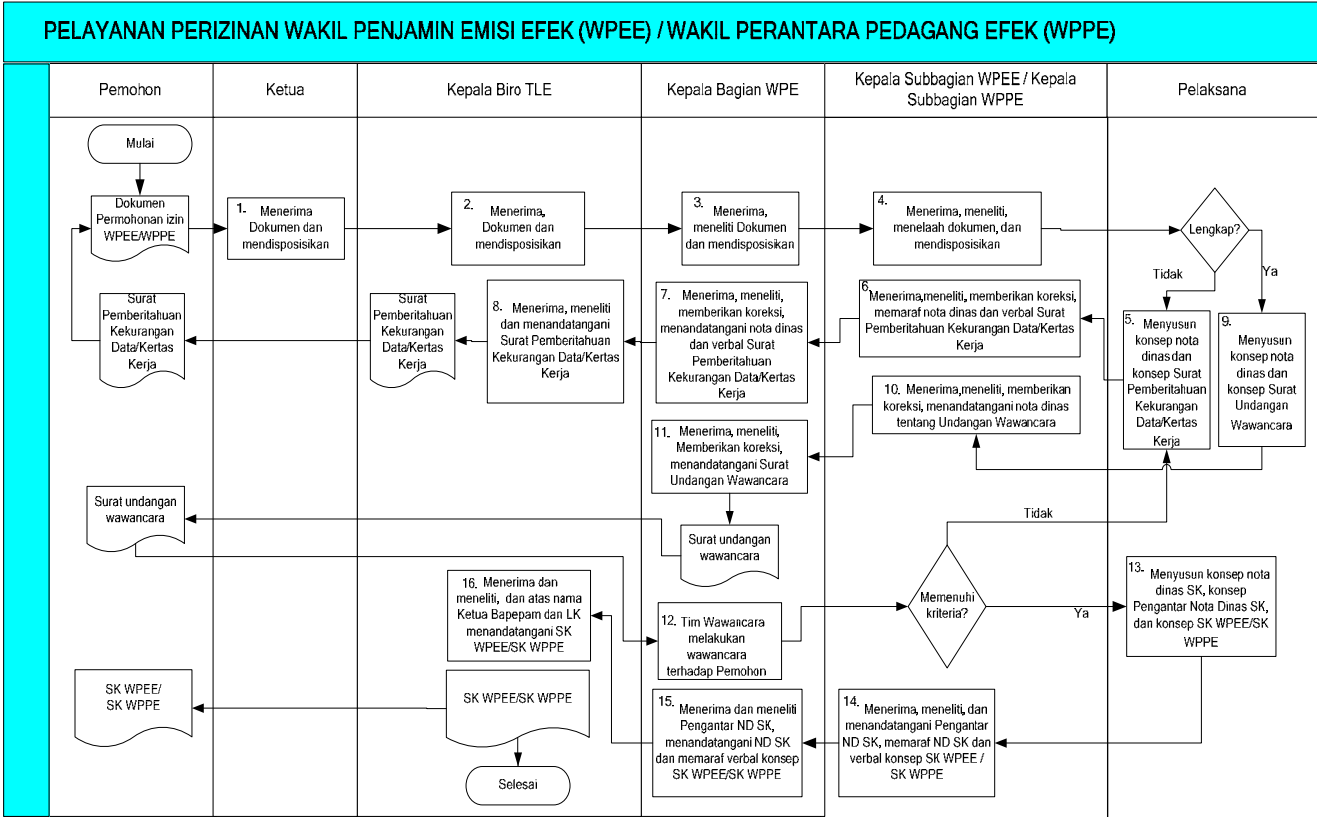 PELAYANAN PERIZINAN WAKIL PENJAMIN EMISI EFEK (WPEE) / WAKIL PERANTARA PEDAGANG EFEK (WPPE)
Pemohon
Ketua
Kepala Biro TLE
Kepala Bagian WPE
Kepala Subbagian WPEE / Kepala
Subbagian WPPE
Pelaksana
Mulai
Dokumen
Permohonan izin
WPEE/WPPE
1. Menerima
Dokumen dan
mendisposisikan
2. Menerima,
Dokumen dan
mendisposisikan
3. Menerima,
meneliti Dokumen
dan mendisposisikan
4. Menerima, meneliti,
menelaah dokumen, dan
mendisposisikan
Lengkap?
Tidak
Ya
5. Menyusun
konsep nota
dinas dan
konsep Surat
Pemberitahuan
Kekurangan
Data/Kertas
Kerja
9. Menyusun
konsep nota
dinas dan
konsep Surat
Undangan
Wawancara
6. Menerima,meneliti, memberikan koreksi,
memaraf nota dinas dan verbal Surat
Pemberitahuan Kekurangan Data/Kertas
Kerja
7. Menerima, meneliti,
memberikan koreksi,
menandatangani nota dinas
dan verbal Surat
Pemberitahuan
Kekurangan Data/Kertas
Kerja
8. Menerima, meneliti
dan menandatangani
Surat Pemberitahuan
Kekurangan Data/Kertas
Kerja
Surat
Pemberitahuan
Kekurangan
Data/Kertas
Kerja
Surat
Pemberitahuan
Kekurangan
Data/Kertas
Kerja
10. Menerima,meneliti, memberikan
koreksi, menandatangani nota dinas
tentang Undangan Wawancara
11. Menerima, meneliti,
Memberikan koreksi,
menandatangani Surat
Undangan Wawancara
Surat undangan
wawancara
Surat undangan
wawancara
12. Tim Wawancara
melakukan
wawancara
terhadap Pemohon
Memenuhi
kriteria?
Tidak
Ya
13. Menyusun konsep nota
dinas SK, konsep
Pengantar Nota Dinas SK,
dan konsep SK WPEE/SK
WPPE
14. Menerima, meneliti, dan
menandatangani Pengantar
ND SK, memaraf ND SK dan
verbal konsep SK WPEE /
SK WPPE
15. Menerima dan meneliti
Pengantar ND SK,
menandatangani ND SK
dan memaraf verbal konsep
SK WPEE/SK WPPE
16. Menerima dan
meneliti, dan atas nama
Ketua Bapepam dan LK
menandatangani SK
WPEE/SK WPPE
SK WPEE/SK WPPE
SK WPEE/
SK WPPE
Selesai